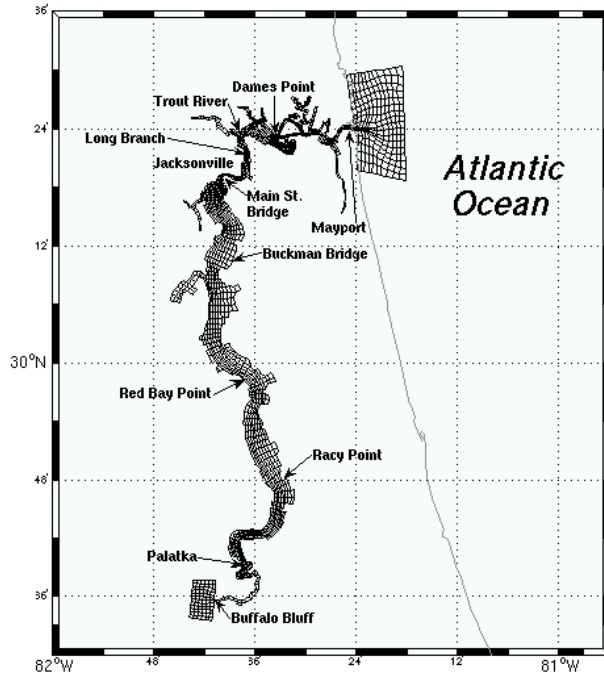 36'
Dames Point
Trout River
24'
Long Branch
Jacksonville
Atlantic
Ocean
Main St.
Bridge
Mayport
12'
Buckman Bridge
30°N
Red Bay Point
Racy Point
48'
Palatka
36'
Buffalo Bluff
82°W
48'
36'
24'
12'
81°W